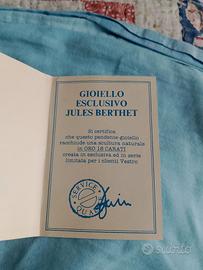 GIOIELLO
ESCLUSIVO
JULES BERTHET
Si certifica
che questo pendente-gioiello
racchiude una scultura naturale
in ORO 18 CARATI
creata in esclusiva ed in serie
limitata per i clienti Vestro
SERVICE
Subito